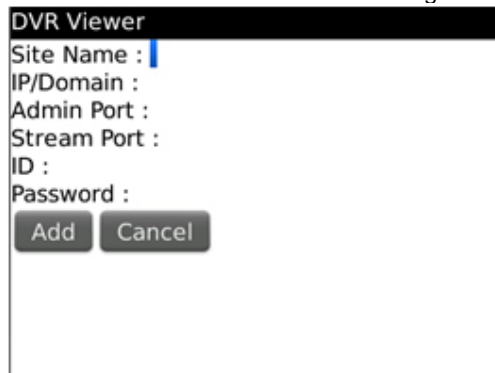 DVR Viewer
Site Name :
IP/Domain :
Admin Port :
Stream Port :
ID :
Password :
Add Cancel